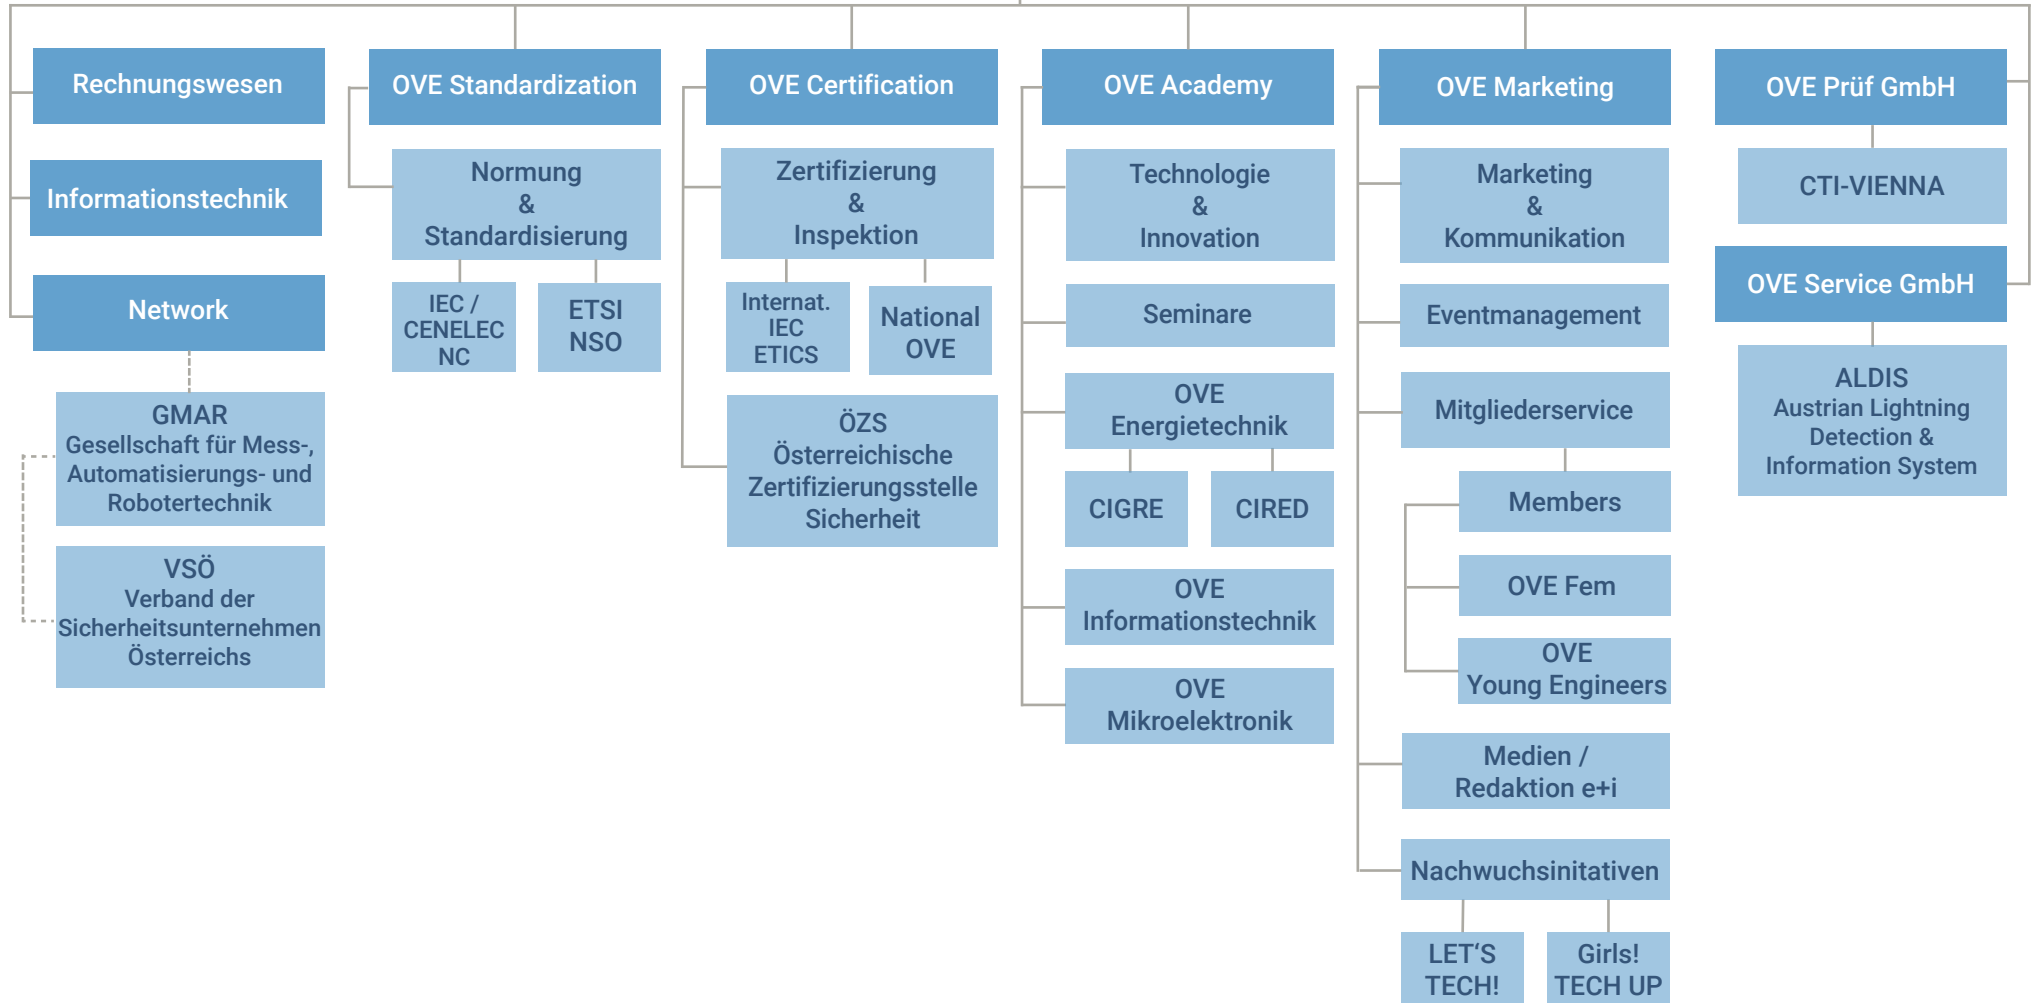 Rechnungswesen
Informationstechnik
Network
GMAR
Gesellschaft für Mess-,
Automatisierungs- und
Robotertechnik
VSÖ
Verband der
Sicherheitsunternehmen
Österreichs
OVE Standardization
Normung
&
Standardisierung
IEC /
CENELEC
NC
ETSI
NSO
OVE Certification
Zertifizierung
&
Inspektion
Internat.
IEC
ETICS
National
OVE
ÖZS
Österreichische
Zertifizierungsstelle
Sicherheit
OVE Academy
Technologie
&
Innovation
Seminare
OVE
Energietechnik
CIGRE
CIRED
OVE
Informationstechnik
OVE
Mikroelektronik
OVE Marketing
Marketing
&
Kommunikation
Eventmanagement
Mitgliederservice
Members
OVE Fem
OVE
Young Engineers
Medien /
Redaktion e+i
Nachwuchsinitativen
LET‘S
TECH!
Girls!
TECH UP
OVE Prüf GmbH
CTI-VIENNA
OVE Service GmbH
ALDIS
Austrian Lightning
Detection &
Information System